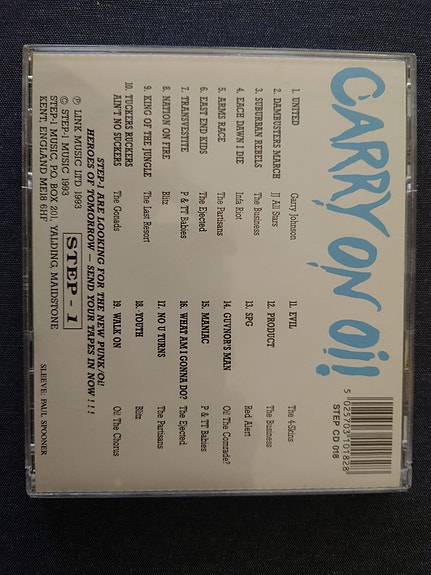 CARRY ON Oi!
5 023703 101828
STEP CD 018
1. UNITED Garry Johnson
2. DAMBUSTERS MARCH JJ All Stars
3. SUBURBAN REBELS The Business
4. EACH DAWN I DIE Infa Riot
5. ARMS RACE The Partisans
6. EAST END KIDS The Ejected
7. TRANSVESTITE P & TT Babies
8. NATION ON FIRE Blitz
9. KING OF THE JUNGLE The Last Resort
10. TUCKERS RUCKERS
AIN'T NO SUCKERS The Gonads
11. EVIL The 4-Skins
12. PRODUCT The Business
13. SPG Red Alert
14. GUVNOR'S MAN Oi! The Comrade?
15. MANIAC P & TT Babies
16. WHAT AM I GONNA DO? The Ejected
17. NO U TURNS The Partisans
18. YOUTH Blitz
19. WALK ON Oi! The Chorus
STEP-1 ARE LOOKING FOR THE NEW PUNK/Oi!
HEROES OF TOMORROW — SEND YOUR TAPES IN NOW ! ! !
℗ LINK MUSIC LTD 1993
© STEP-1 MUSIC 1993
STEP-1 MUSIC, P.O. BOX 201, YALDING, MAIDSTONE
KENT, ENGLAND ME18 6HF
STEP-1
SLEEVE: PAUL SPOONER